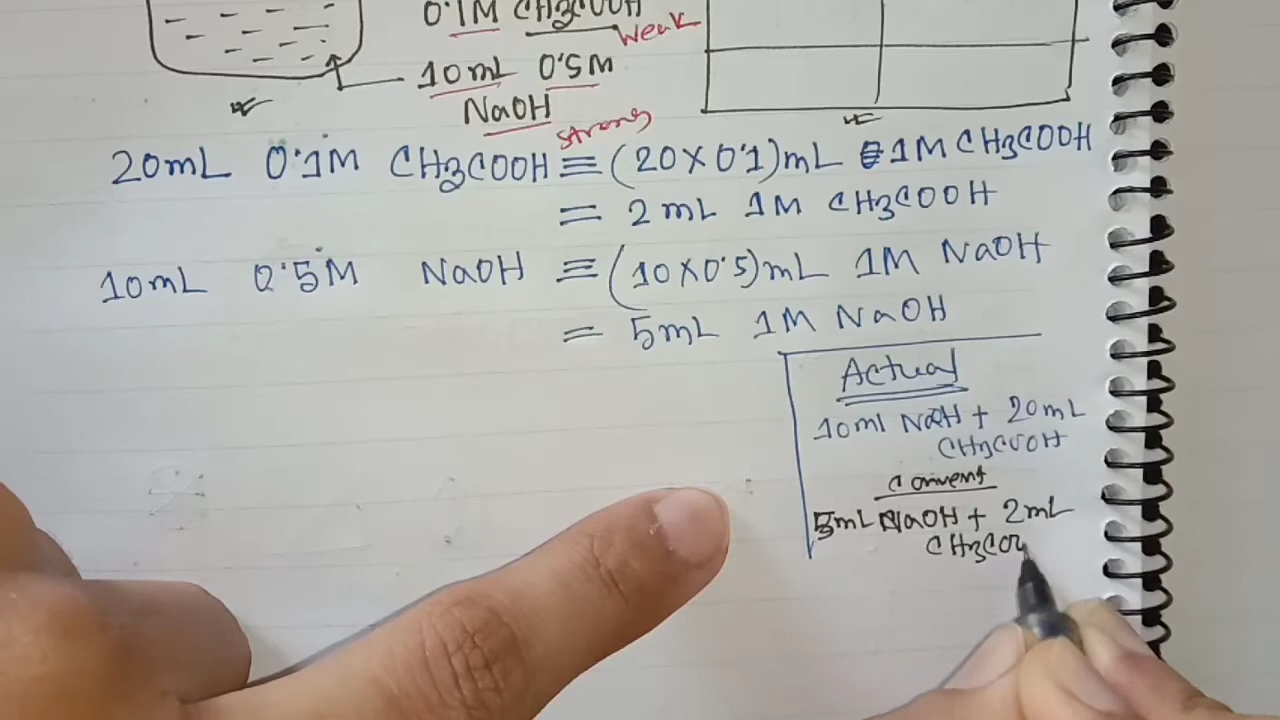 0.1M CH3COOH
Weak
10mL 0.5M
NaOH
strong
20mL 0.1M CH3COOH ≡ (20×0.1)mL 1M CH3COOH
= 2mL 1M CH3COOH
10mL 0.5M NaOH ≡ (10×0.5)mL 1M NaOH
= 5mL 1M NaOH
Actual
10ml NaOH + 20mL
CH3COOH
Convent
5mL NaOH + 2mL
CH3CO